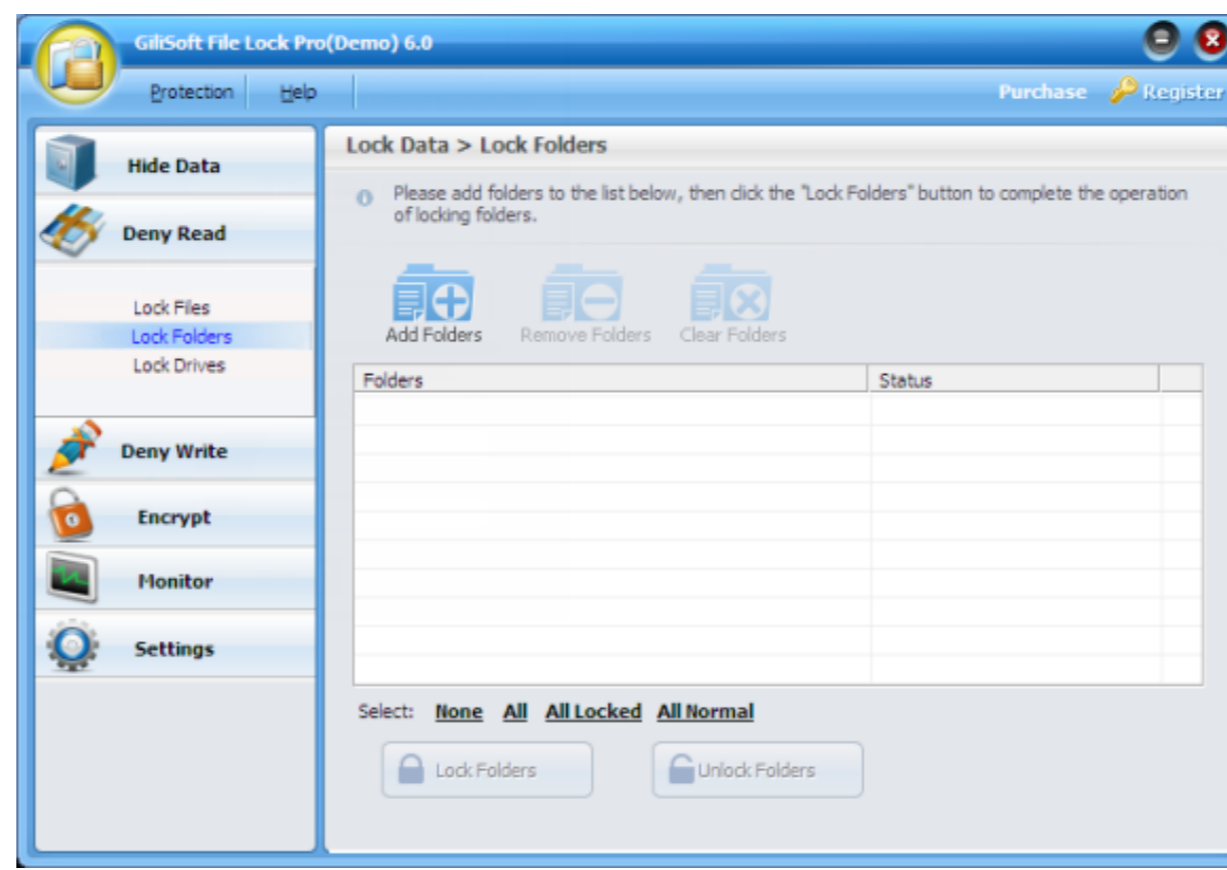 GiliSoft File Lock Pro(Demo) 6.0
Protection Help Purchase Register
Hide Data
Deny Read
Lock Files
Lock Folders
Lock Drives
Deny Write
Encrypt
Monitor
Settings
Lock Data > Lock Folders
Please add folders to the list below, then click the "Lock Folders" button to complete the operation
of locking folders.
Add Folders Remove Folders Clear Folders
Folders Status
Select: None All All Locked All Normal
Lock Folders Unlock Folders